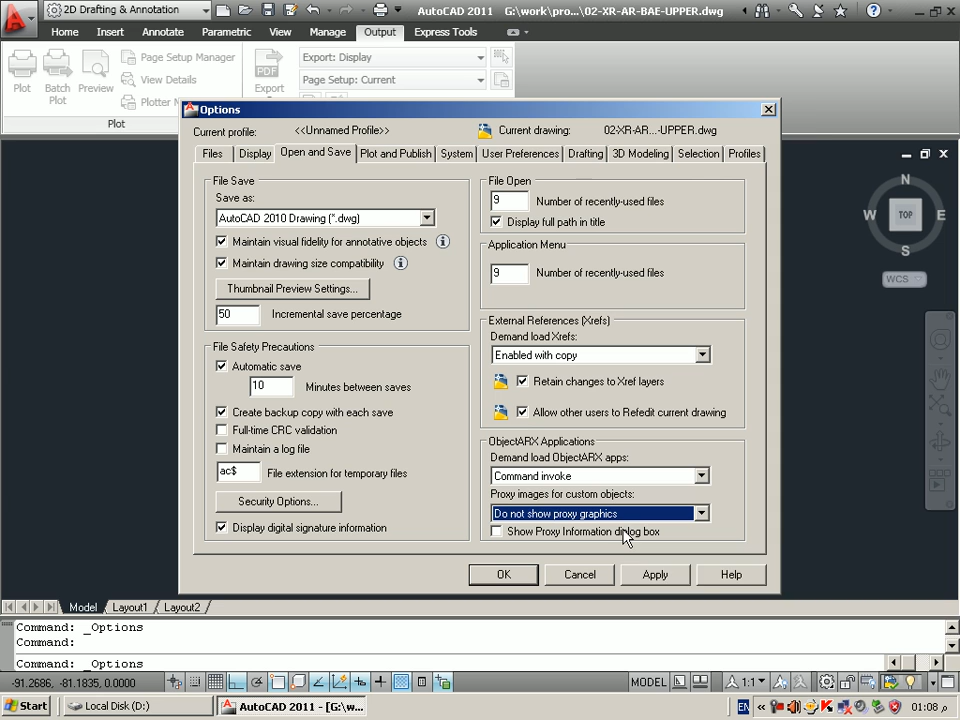 2D Drafting & Annotation
AutoCAD 2011 G:\work\pro...\02-XR-AR-BAE-UPPER.dwg
Home Insert Annotate Parametric View Manage Output Express Tools
Page Setup Manager
View Details
Plotter M
Plot
Batch
Plot
Preview
Export
Export: Display
Page Setup: Current
Plot
Options
Current profile: <<Unnamed Profile>> Current drawing: 02-XR-AR...-UPPER.dwg
Files Display Open and Save Plot and Publish System User Preferences Drafting 3D Modeling Selection Profiles
File Save
Save as:
AutoCAD 2010 Drawing (*.dwg)
Maintain visual fidelity for annotative objects
Maintain drawing size compatibility
Thumbnail Preview Settings...
50 Incremental save percentage
File Safety Precautions
Automatic save
10 Minutes between saves
Create backup copy with each save
Full-time CRC validation
Maintain a log file
ac$ File extension for temporary files
Security Options...
Display digital signature information
File Open
9 Number of recently-used files
Display full path in title
Application Menu
9 Number of recently-used files
External References (Xrefs)
Demand load Xrefs:
Enabled with copy
Retain changes to Xref layers
Allow other users to Refedit current drawing
ObjectARX Applications
Demand load ObjectARX apps:
Command invoke
Proxy images for custom objects:
Do not show proxy graphics
Show Proxy Information dialog box
OK Cancel Apply Help
N
W TOP E
S
WCS
Model Layout1 Layout2
Command: _Options
Command:
Command: _Options
-91.2686, -81.1835, 0.0000 MODEL 1:1
Start Local Disk (D:) AutoCAD 2011 - [G:\w... EN 01:08 م